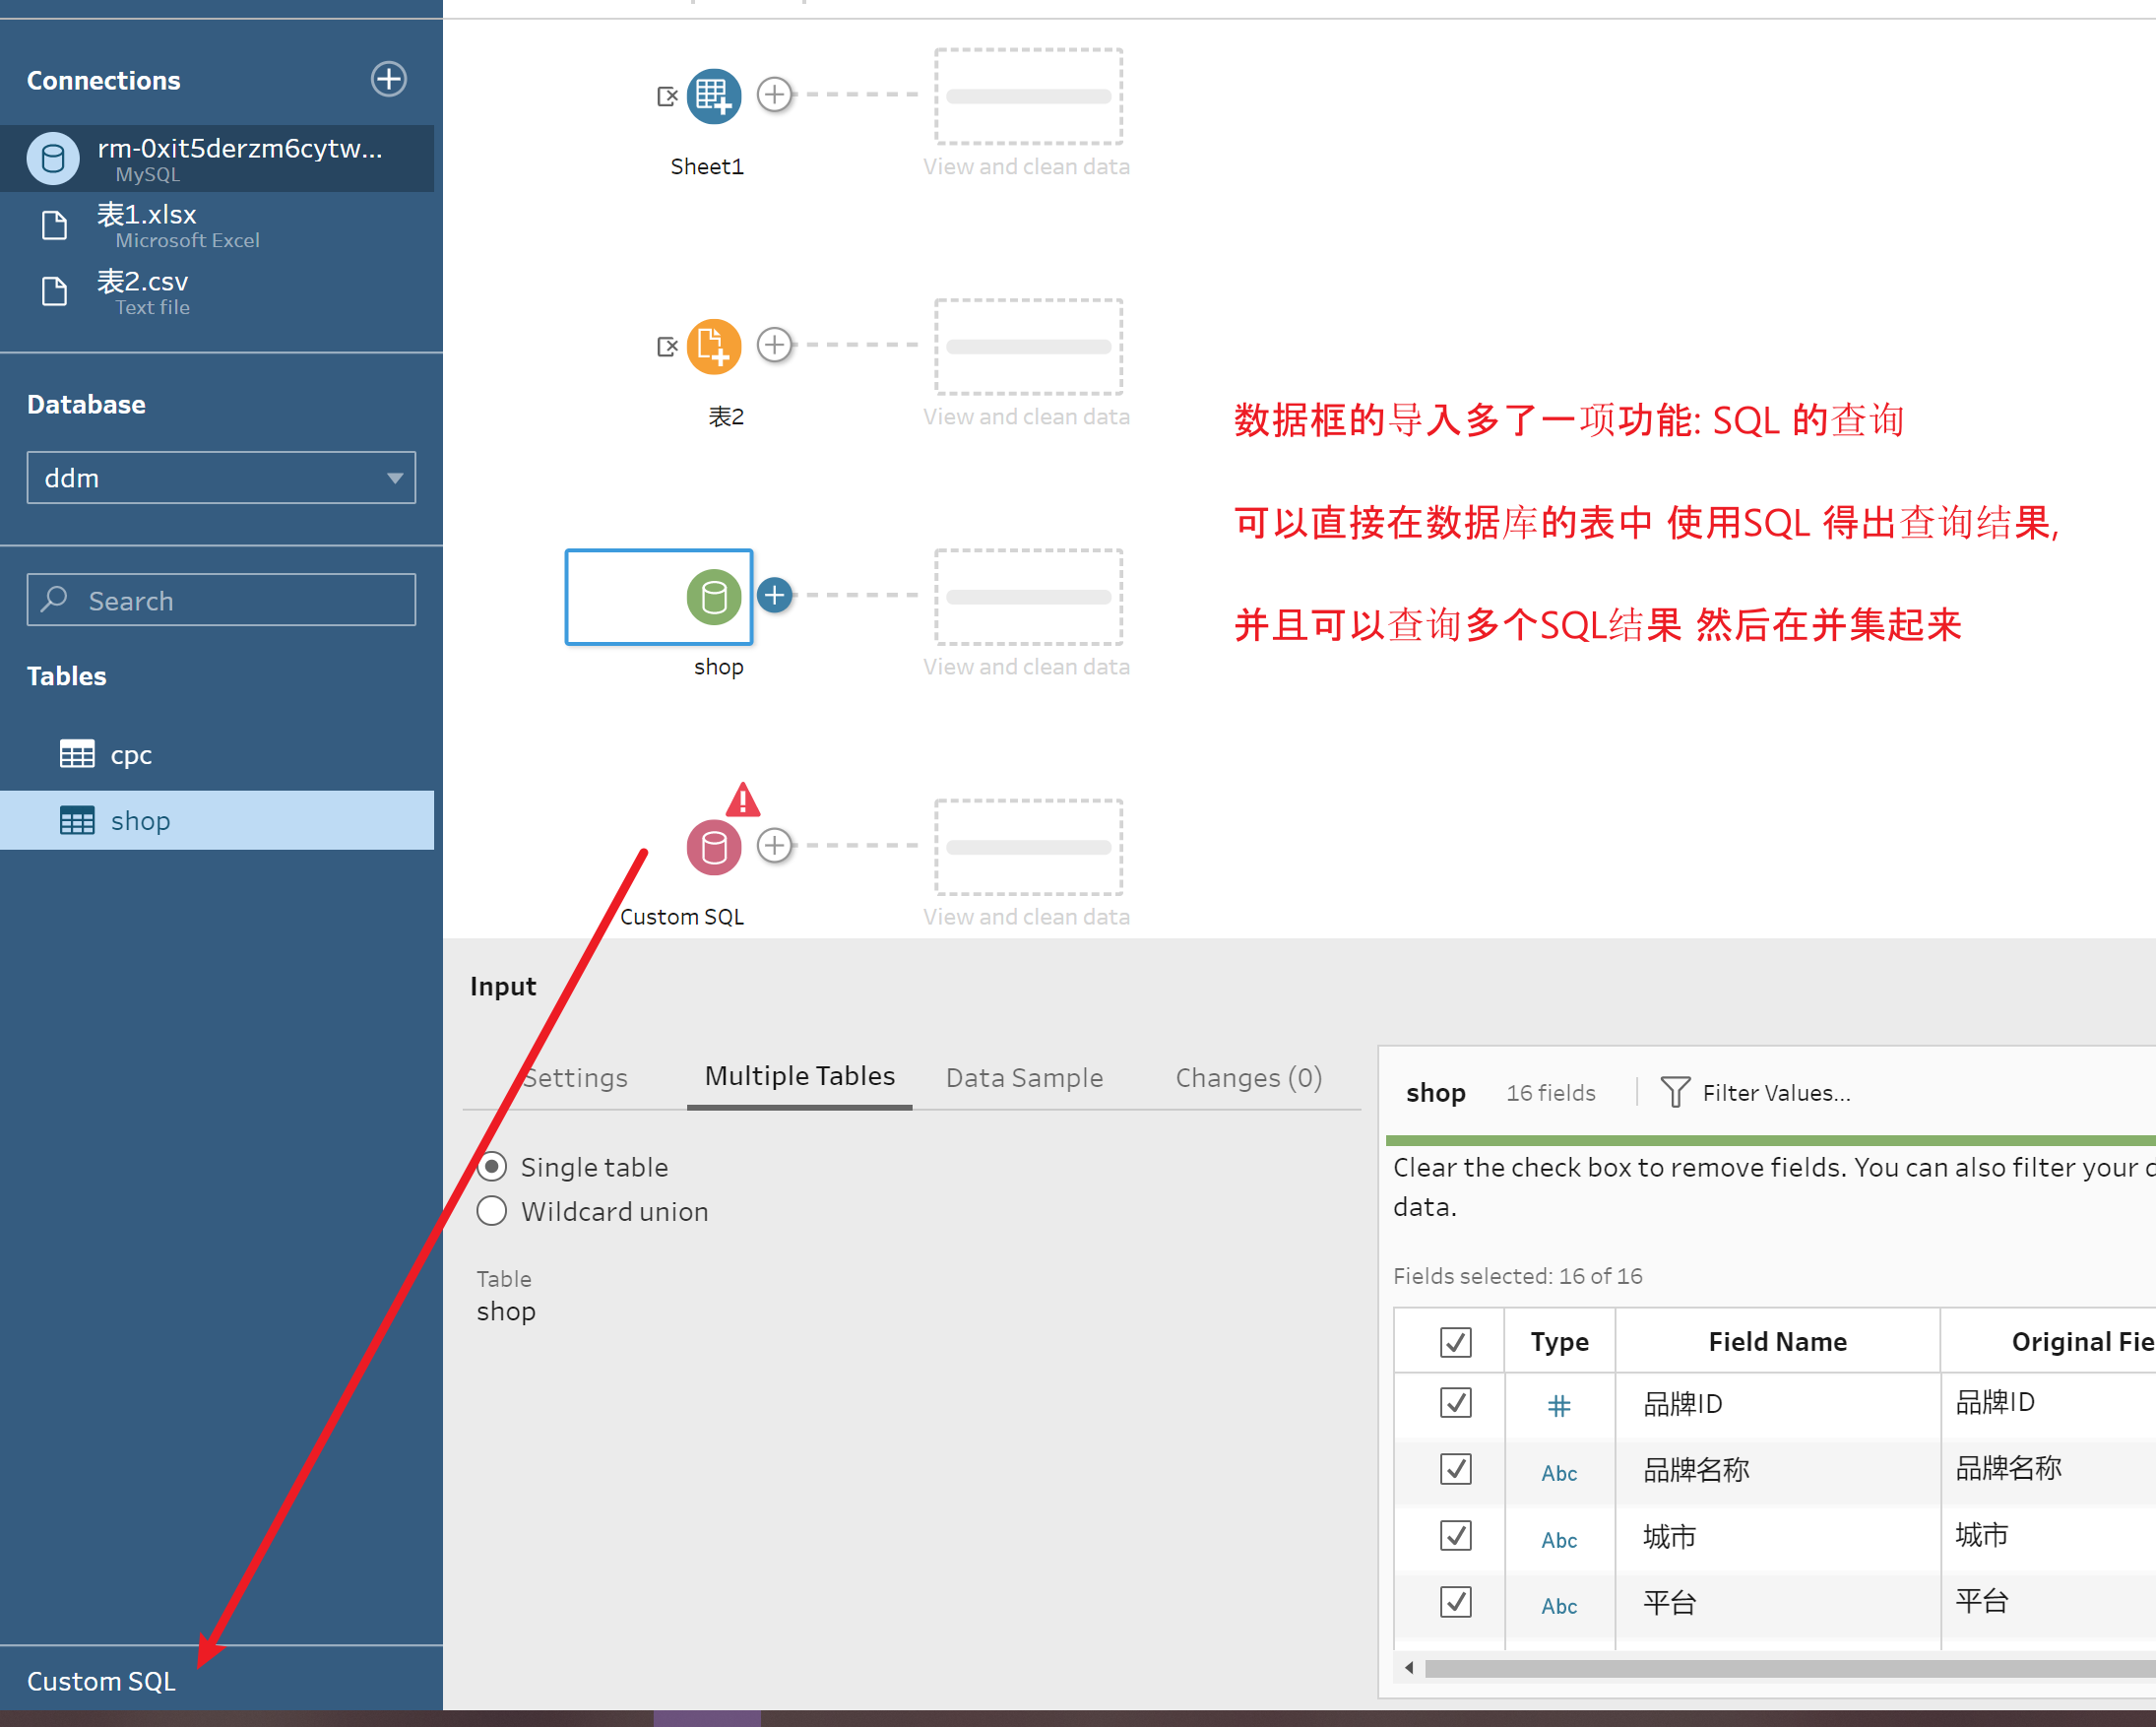 Connections
rm-0xit5derzm6cytw...
MySQL
表1.xlsx
Microsoft Excel
表2.csv
Text file
Database
ddm
Search
Tables
cpc
shop
Custom SQL
Sheet1
View and clean data
表2
View and clean data
shop
View and clean data
Custom SQL
View and clean data
数据框的导入多了一项功能: SQL 的查询
可以直接在数据库的表中 使用SQL 得出查询结果,
并且可以查询多个SQL结果 然后在并集起来
Input
Settings
Multiple Tables
Data Sample
Changes (0)
Single table
Wildcard union
Table
shop
shop 16 fields Filter Values...
Clear the check box to remove fields. You can also filter your
data.
Fields selected: 16 of 16
Type Field Name Original Fie
# 品牌ID 品牌ID
Abc 品牌名称 品牌名称
Abc 城市 城市
Abc 平台 平台